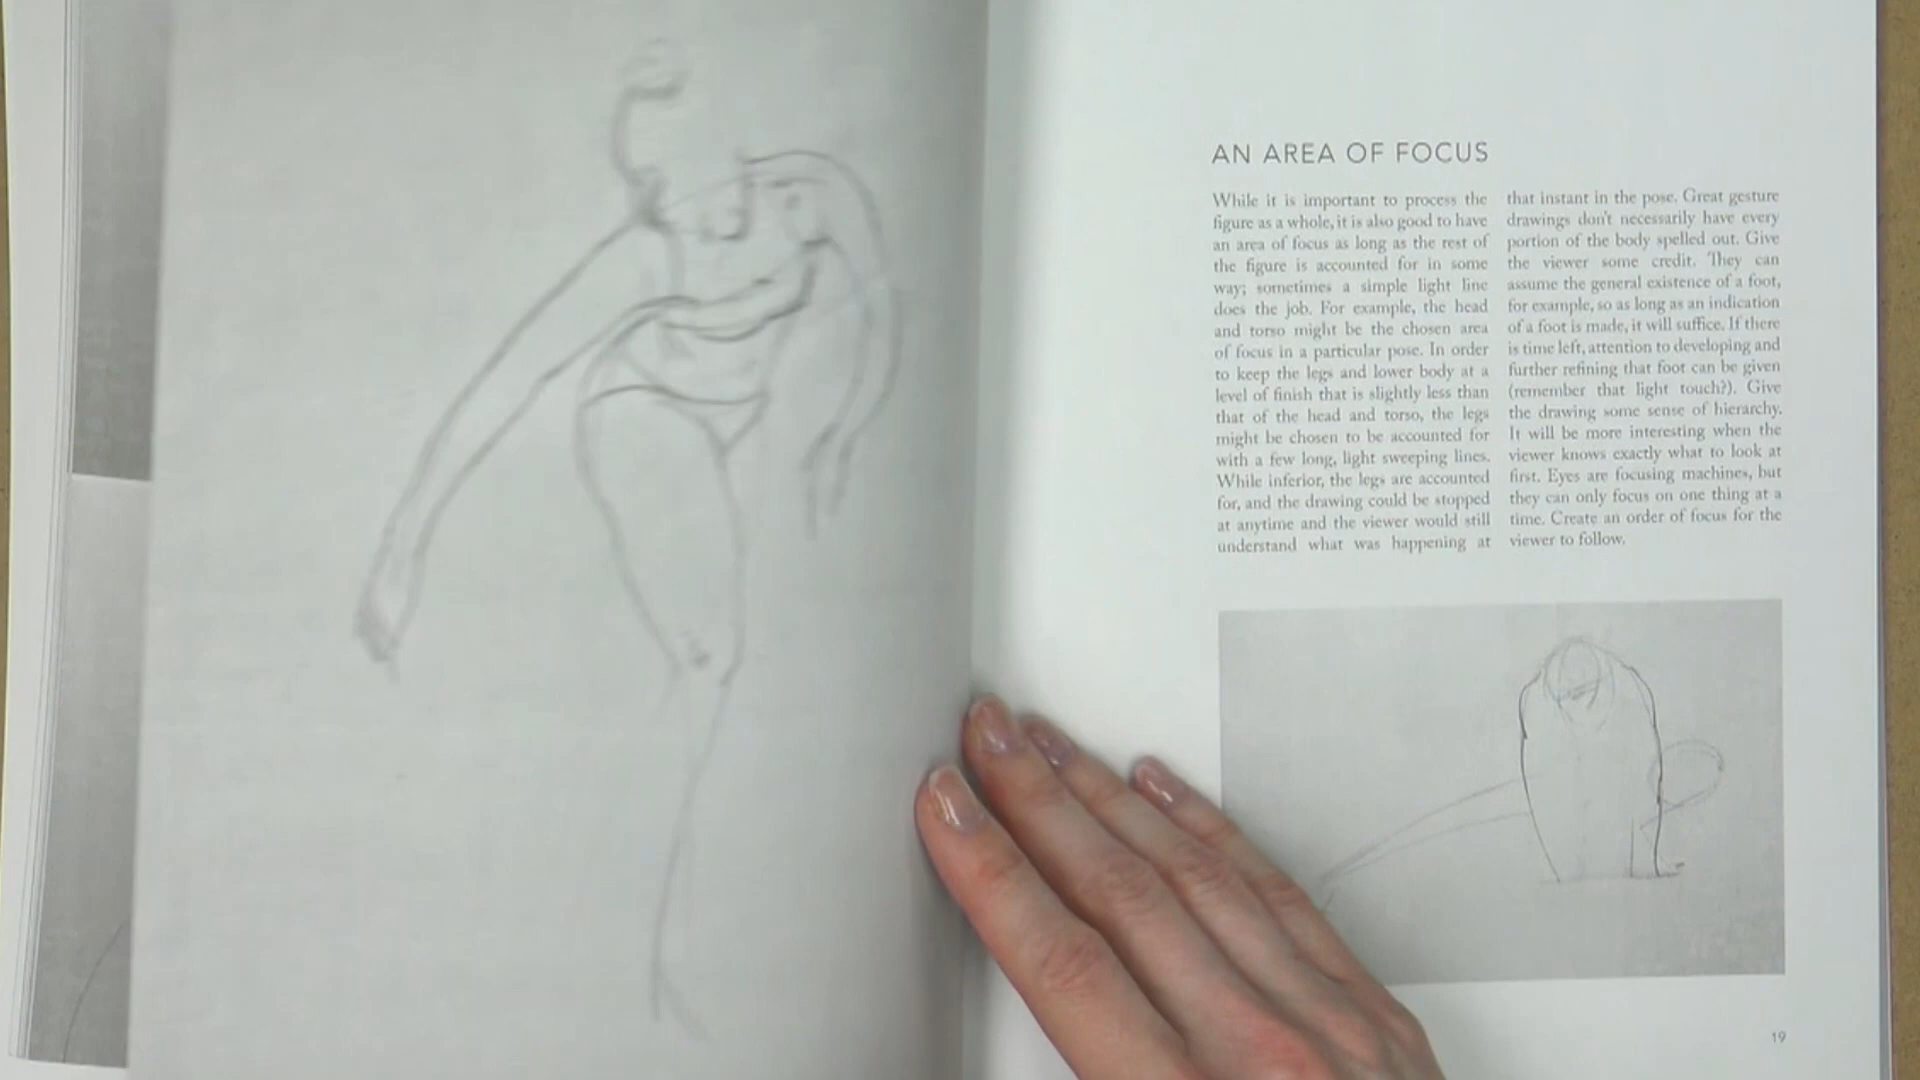 AN AREA OF FOCUS
While it is important to process the
figure as a whole, it is also good to have
an area of focus as long as the rest of
the figure is accounted for in some
way; sometimes a simple light line
does the job. For example, the head
and torso might be the chosen area
of focus in a particular pose. In order
to keep the legs and lower body at a
level of finish that is slightly less than
that of the head and torso, the legs
might be chosen to be accounted for
with a few long, light sweeping lines.
While inferior, the legs are accounted
for, and the drawing could be stopped
at anytime and the viewer would still
understand what was happening at
that instant in the pose. Great gesture
drawings don't necessarily have every
portion of the body spelled out. Give
the viewer some credit. They can
assume the general existence of a foot,
for example, so as long as an indication
of a foot is made, it will suffice. If there
is time left, attention to developing and
further refining that foot can be given
(remember that light touch?). Give
the drawing some sense of hierarchy.
It will be more interesting when the
viewer knows exactly what to look at
first. Eyes are focusing machines, but
they can only focus on one thing at a
time. Create an order of focus for the
viewer to follow.
19